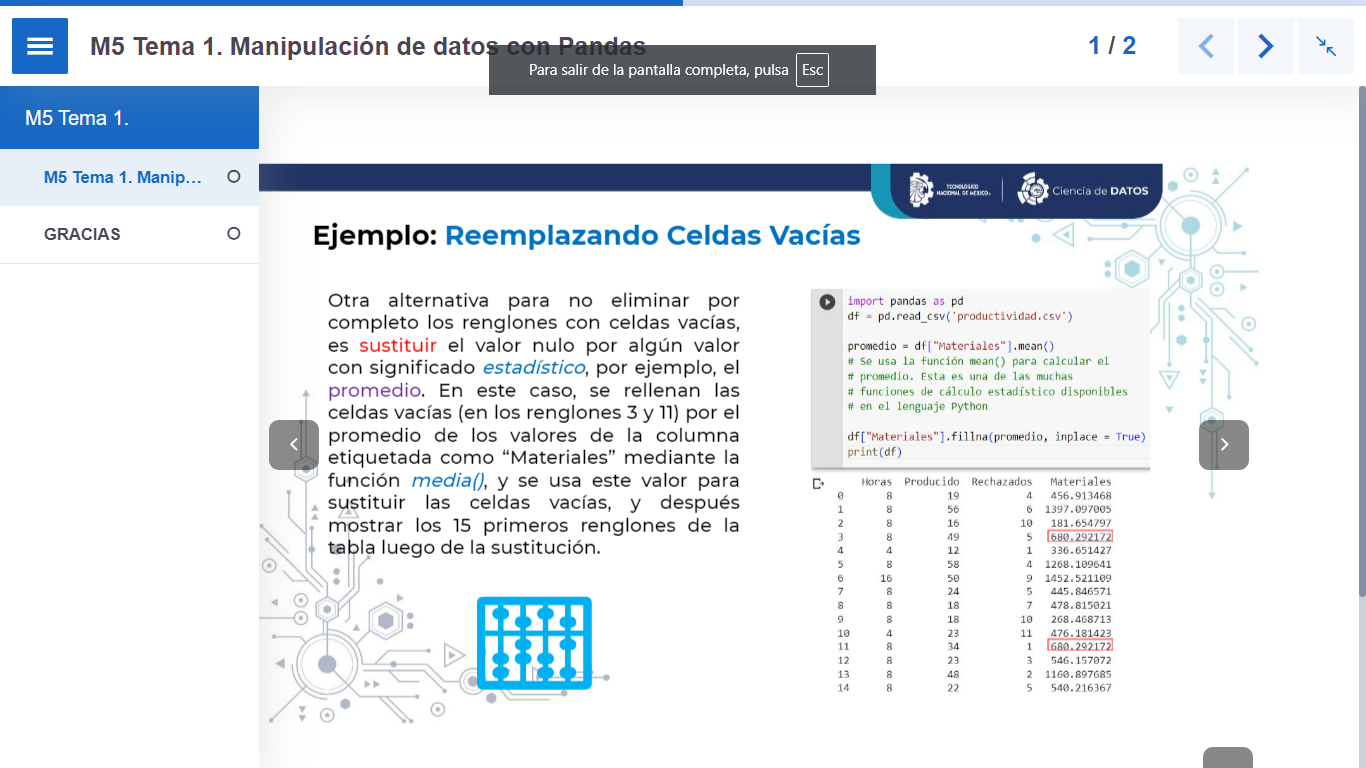 M5 Tema 1. Manipulación de datos con Pandas
1 / 2
Para salir de la pantalla completa, pulsa Esc
M5 Tema 1.
M5 Tema 1. Manip...
GRACIAS
TECNOLÓGICO
NACIONAL DE MÉXICO.
Ciencia de DATOS
Ejemplo: Reemplazando Celdas Vacías
Otra alternativa para no eliminar por
completo los renglones con celdas vacías,
es sustituir el valor nulo por algún valor
con significado estadístico, por ejemplo, el
promedio. En este caso, se rellenan las
celdas vacías (en los renglones 3 y 11) por el
promedio de los valores de la columna
etiquetada como “Materiales” mediante la
función media(), y se usa este valor para
sustituir las celdas vacías, y después
mostrar los 15 primeros renglones de la
tabla luego de la sustitución.
import pandas as pd
df = pd.read_csv('productividad.csv')
promedio = df["Materiales"].mean()
# Se usa la función mean() para calcular el
# promedio. Esta es una de las muchas
# funciones de cálculo estadístico disponibles
# en el lenguaje Python
df["Materiales"].fillna(promedio, inplace = True)
print(df)
Horas Producido Rechazados Materiales
0 8 19 4 456.913468
1 8 56 6 1397.097005
2 8 16 10 181.654797
3 8 49 5 680.292172
4 4 12 1 336.651427
5 8 58 4 1268.109641
6 16 50 9 1452.521109
7 8 24 5 445.846571
8 8 18 7 478.815021
9 8 18 10 268.468713
10 4 23 11 476.181423
11 8 34 1 680.292172
12 8 23 3 546.157072
13 8 48 2 1160.897685
14 8 22 5 540.216367